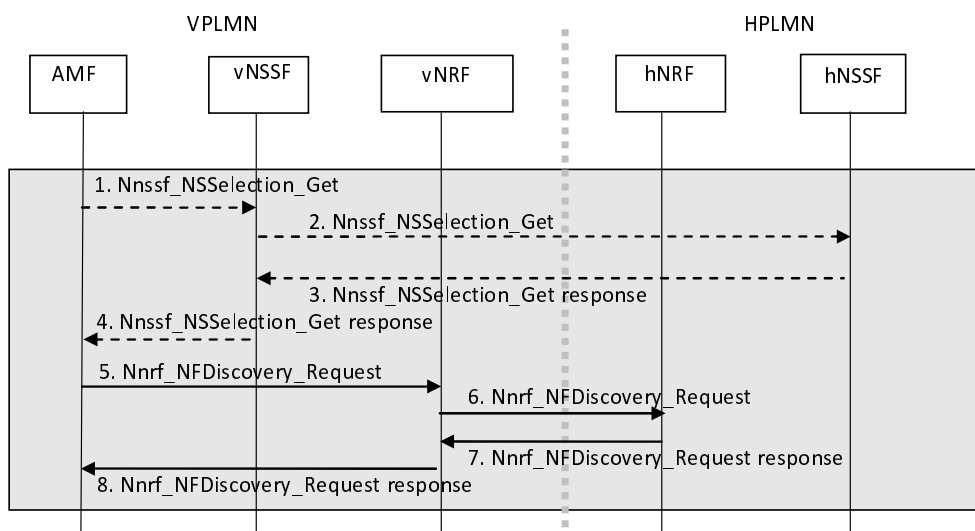 VPLMN
HPLMN
AMF
vNSSF
vNRF
hNRF
hNSSF
1. Nnssf_NSSelection_Get
2. Nnssf_NSSelection_Get
3. Nnssf_NSSelection_Get response
4. Nnssf_NSSelection_Get response
5. Nnrf_NFDiscovery_Request
6. Nnrf_NFDiscovery_Request
7. Nnrf_NFDiscovery_Request response
8. Nnrf_NFDiscovery_Request response